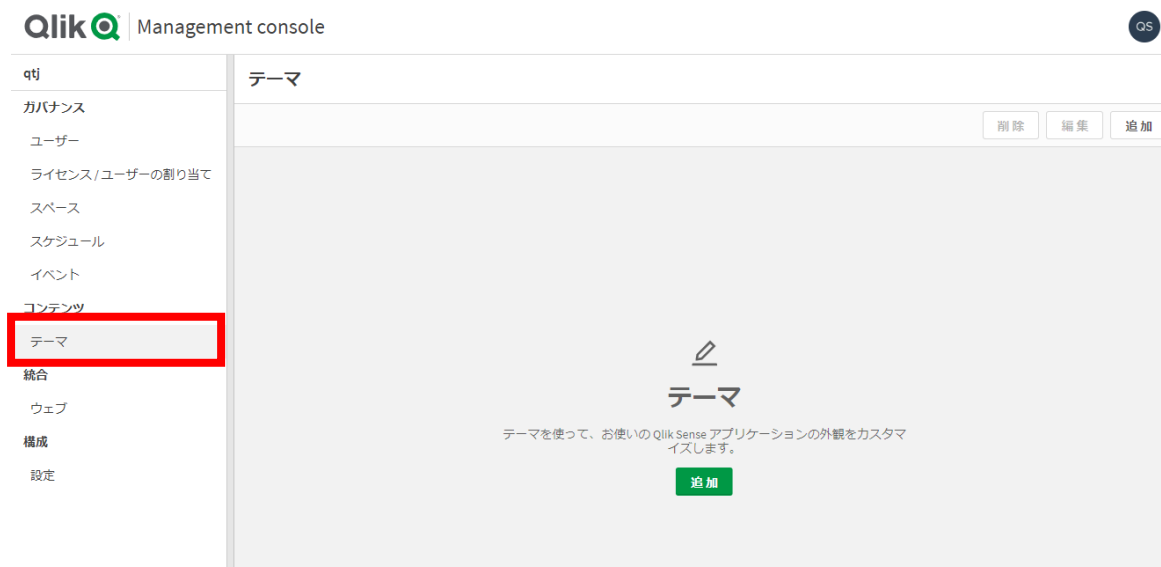 Qlik Management console
QS
qtj
テーマ
ガバナンス
削除 編集 追加
ユーザー
ライセンス/ユーザーの割り当て
スペース
スケジュール
イベント
コンテンツ
テーマ
統合
ウェブ
構成
設定
テーマ
テーマを使って、お使いの Qlik Sense アプリケーションの外観をカスタマ
イズします。
追加